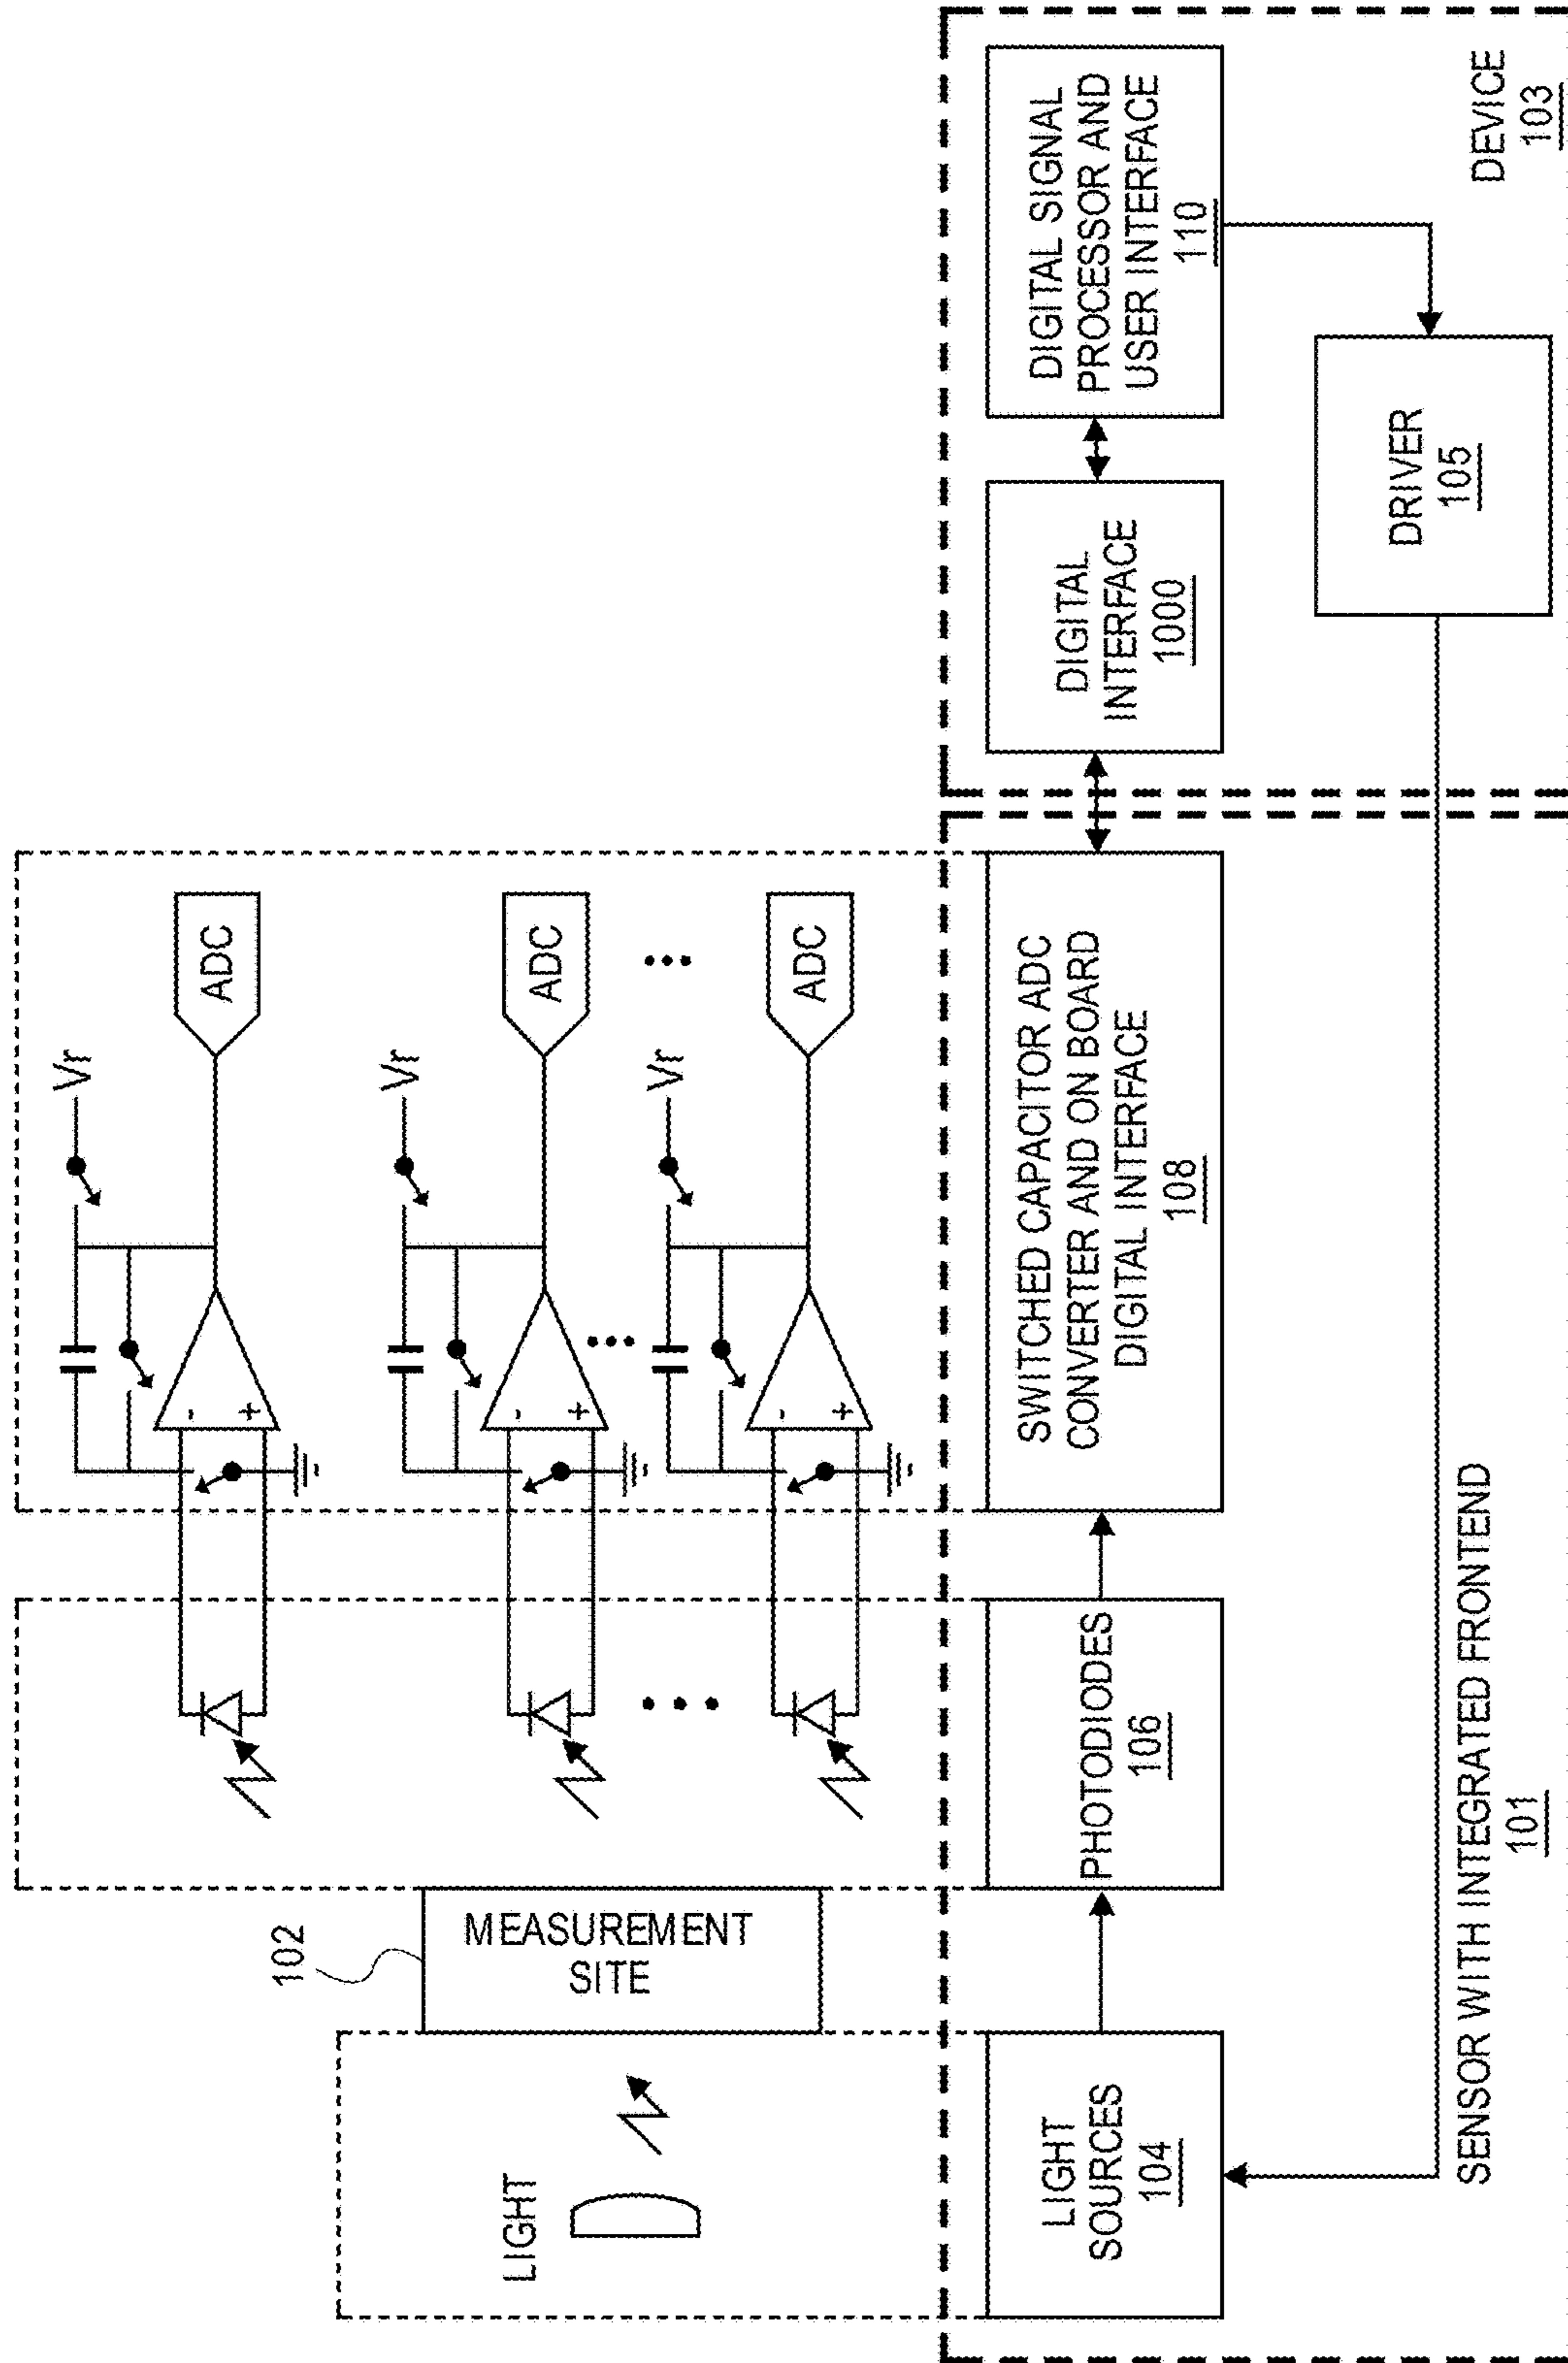 LIGHT
102
MEASUREMENT
SITE
-
+
Vr
ADC
-
+
Vr
ADC
-
+
Vr
ADC
LIGHT
SOURCES
104
PHOTODIODES
106
SWITCHED CAPACITOR ADC
CONVERTER AND ON BOARD
DIGITAL INTERFACE
108
DIGITAL
INTERFACE
1000
DIGITAL SIGNAL
PROCESSOR AND
USER INTERFACE
110
DRIVER
105
SENSOR WITH INTEGRATED FRONTEND
101
DEVICE
103